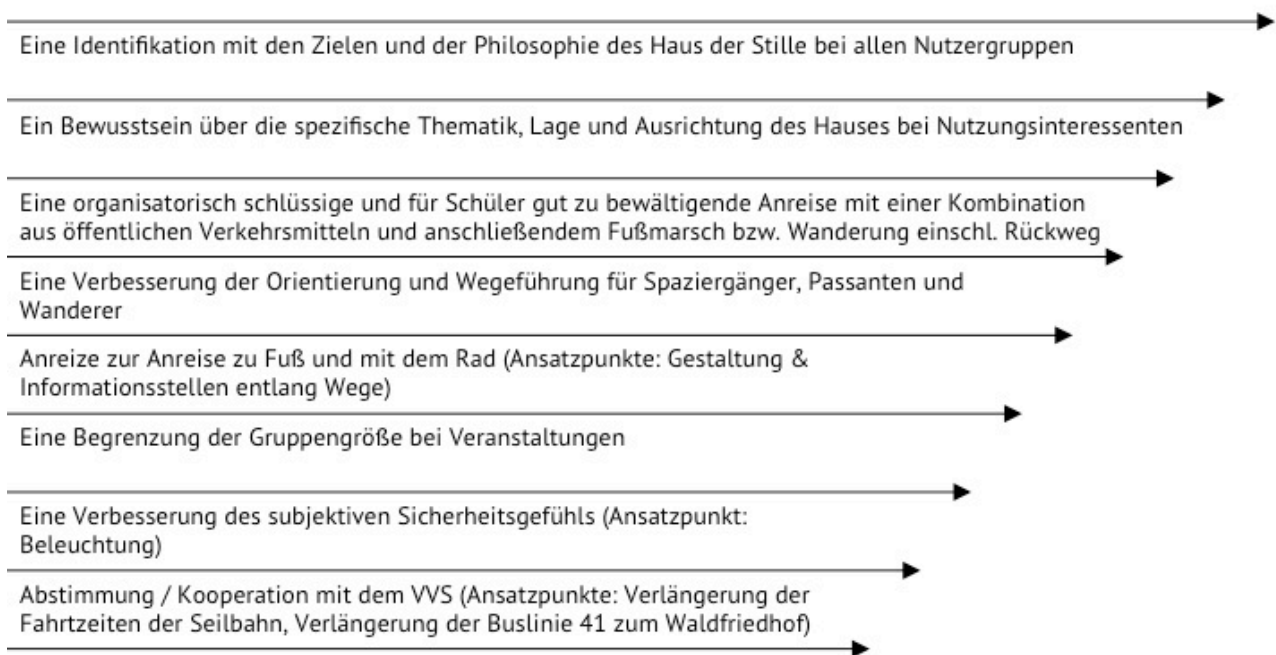 Eine Identifikation mit den Zielen und der Philosophie des Haus der Stille bei allen Nutzergruppen
Ein Bewusstsein über die spezifische Thematik, Lage und Ausrichtung des Hauses bei Nutzungsinteressenten
Eine organisatorisch schlüssige und für Schüler gut zu bewältigende Anreise mit einer Kombination
aus öffentlichen Verkehrsmitteln und anschließendem Fußmarsch bzw. Wanderung einschl. Rückweg
Eine Verbesserung der Orientierung und Wegeführung für Spaziergänger, Passanten und
Wanderer
Anreize zur Anreise zu Fuß und mit dem Rad (Ansatzpunkte: Gestaltung &
Informationsstellen entlang Wege)
Eine Begrenzung der Gruppengröße bei Veranstaltungen
Eine Verbesserung des subjektiven Sicherheitsgefühls (Ansatzpunkt:
Beleuchtung)
Abstimmung / Kooperation mit dem VVS (Ansatzpunkte: Verlängerung der
Fahrtzeiten der Seilbahn, Verlängerung der Buslinie 41 zum Waldfriedhof)